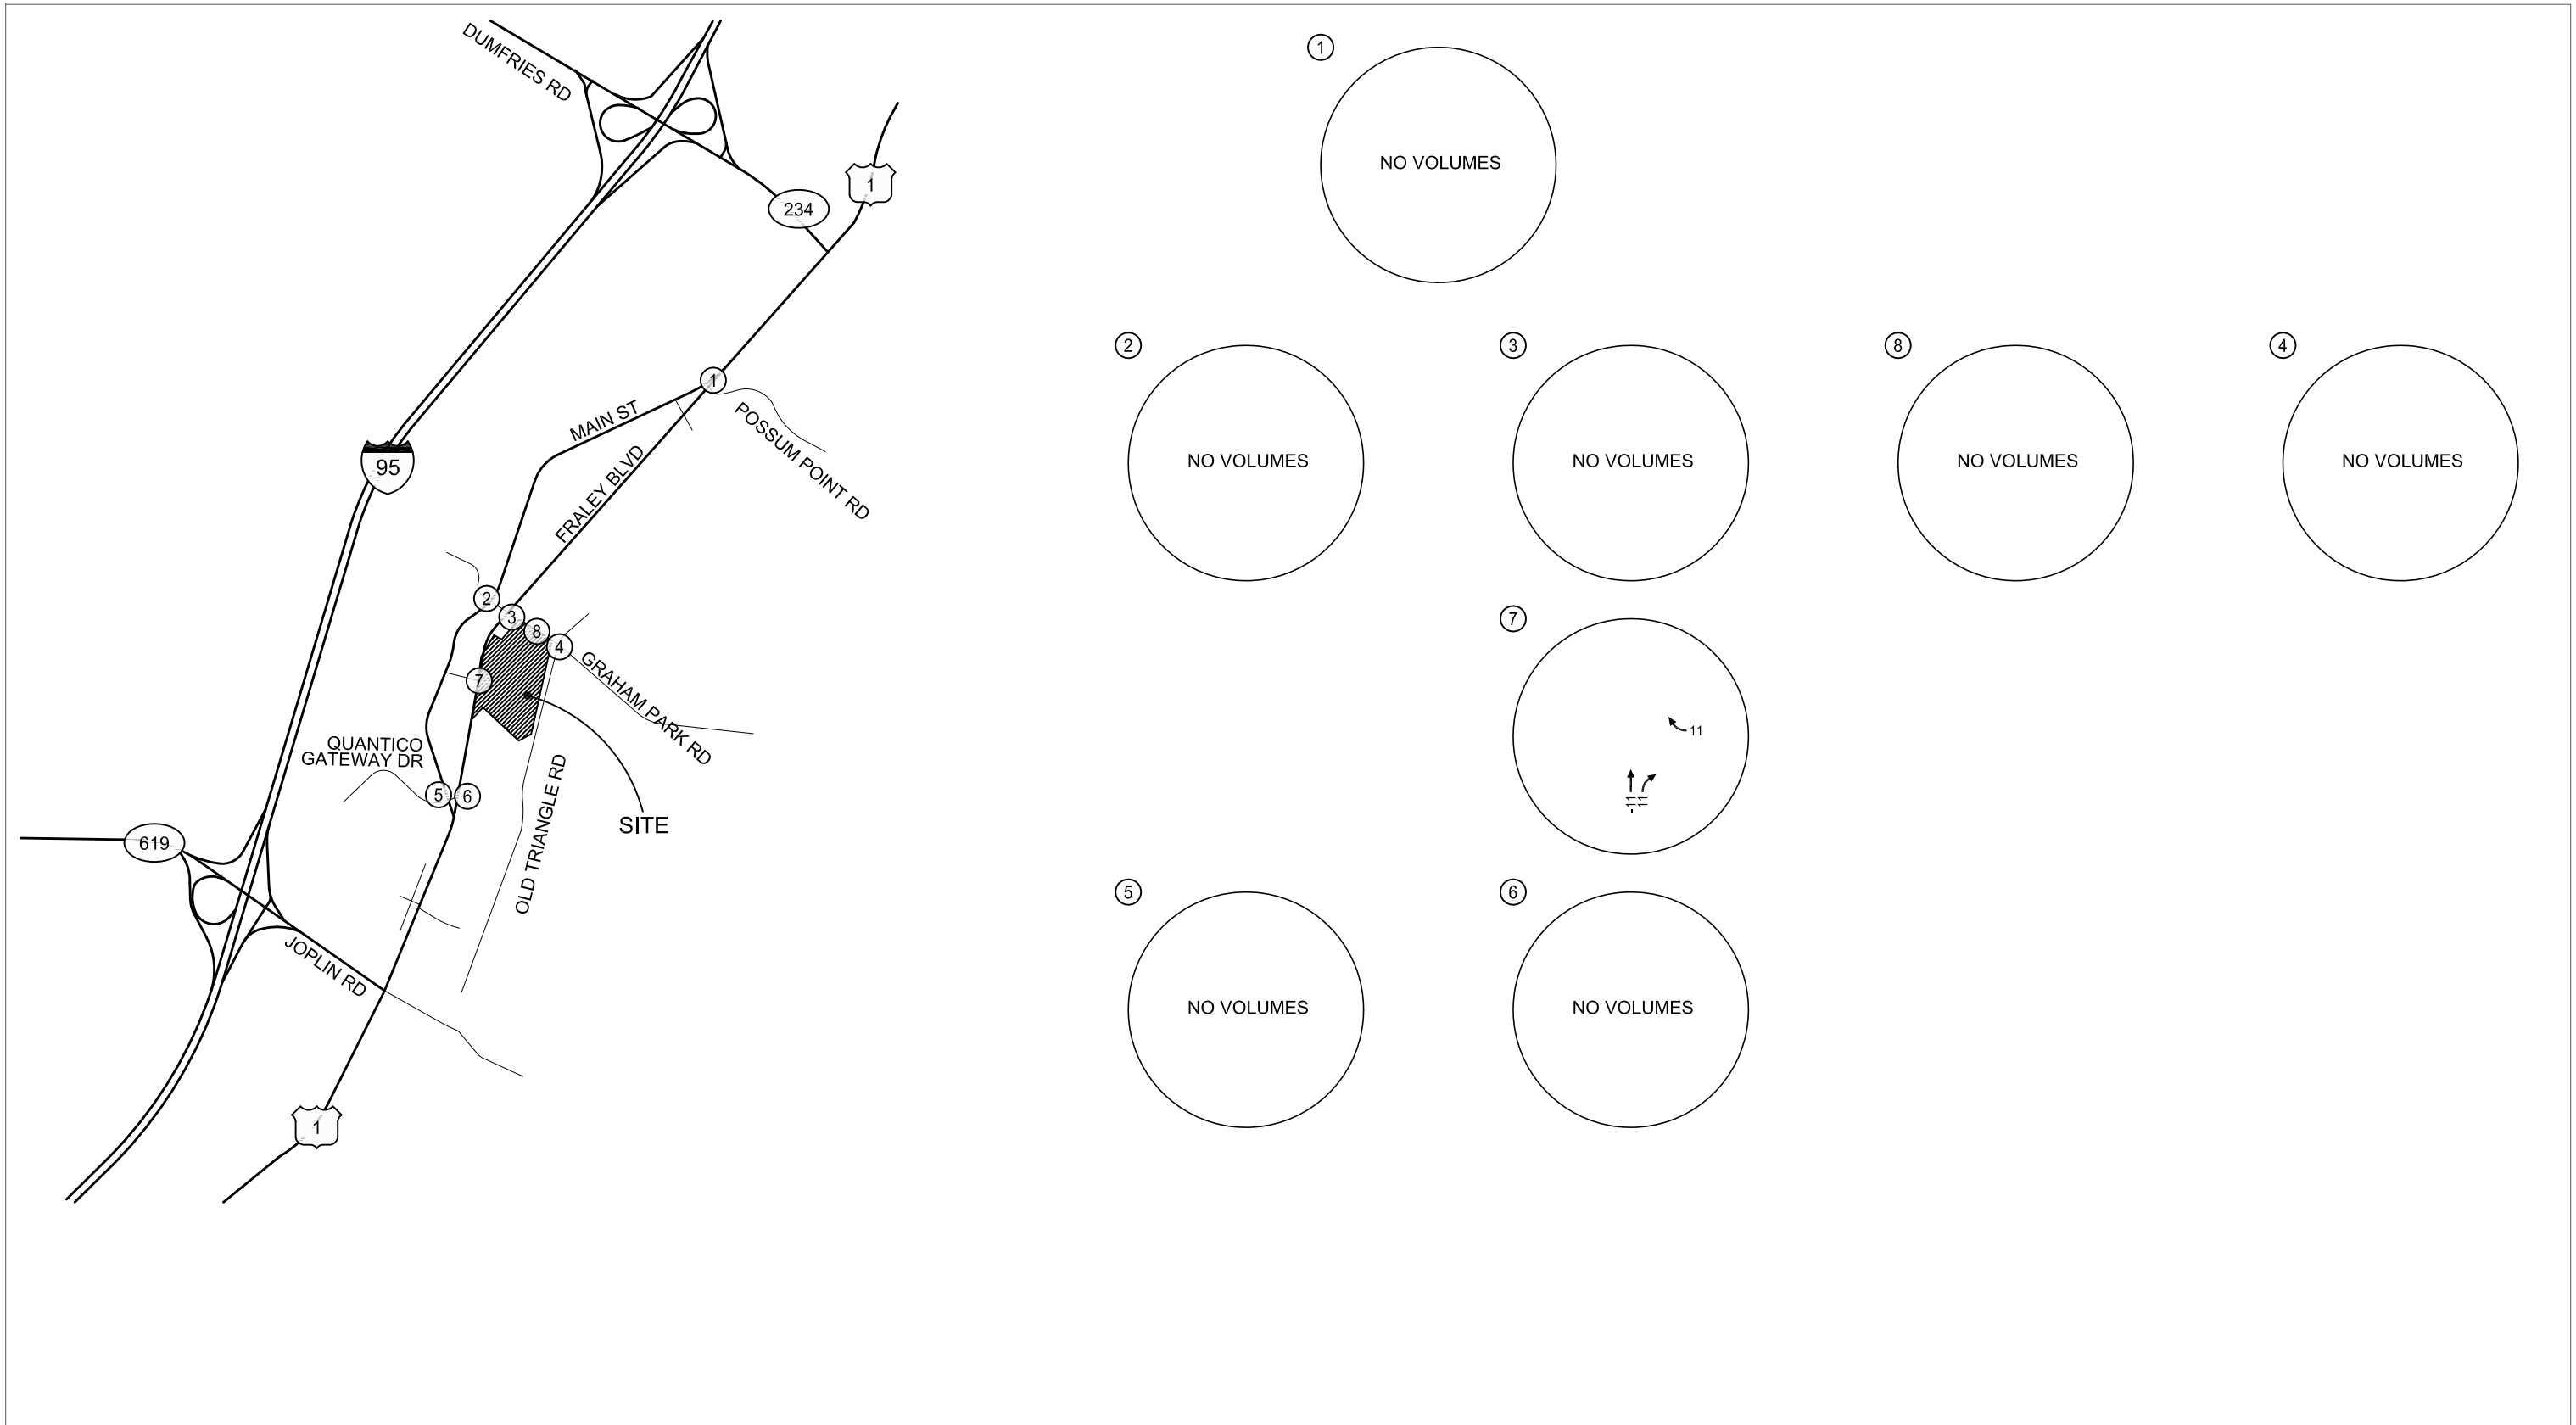 DUMFRIES RD
1
234
1
MAIN ST
POSSUM POINT RD
FRALEY BLVD
95
2
3
8
4
7
GRAHAM PARK RD
QUANTICO
GATEWAY DR
5
6
OLD TRIANGLE RD
SITE
619
JOPLIN RD
1
1
NO VOLUMES
2
NO VOLUMES
3
NO VOLUMES
8
NO VOLUMES
4
NO VOLUMES
7
11
-11
11
5
NO VOLUMES
6
NO VOLUMES